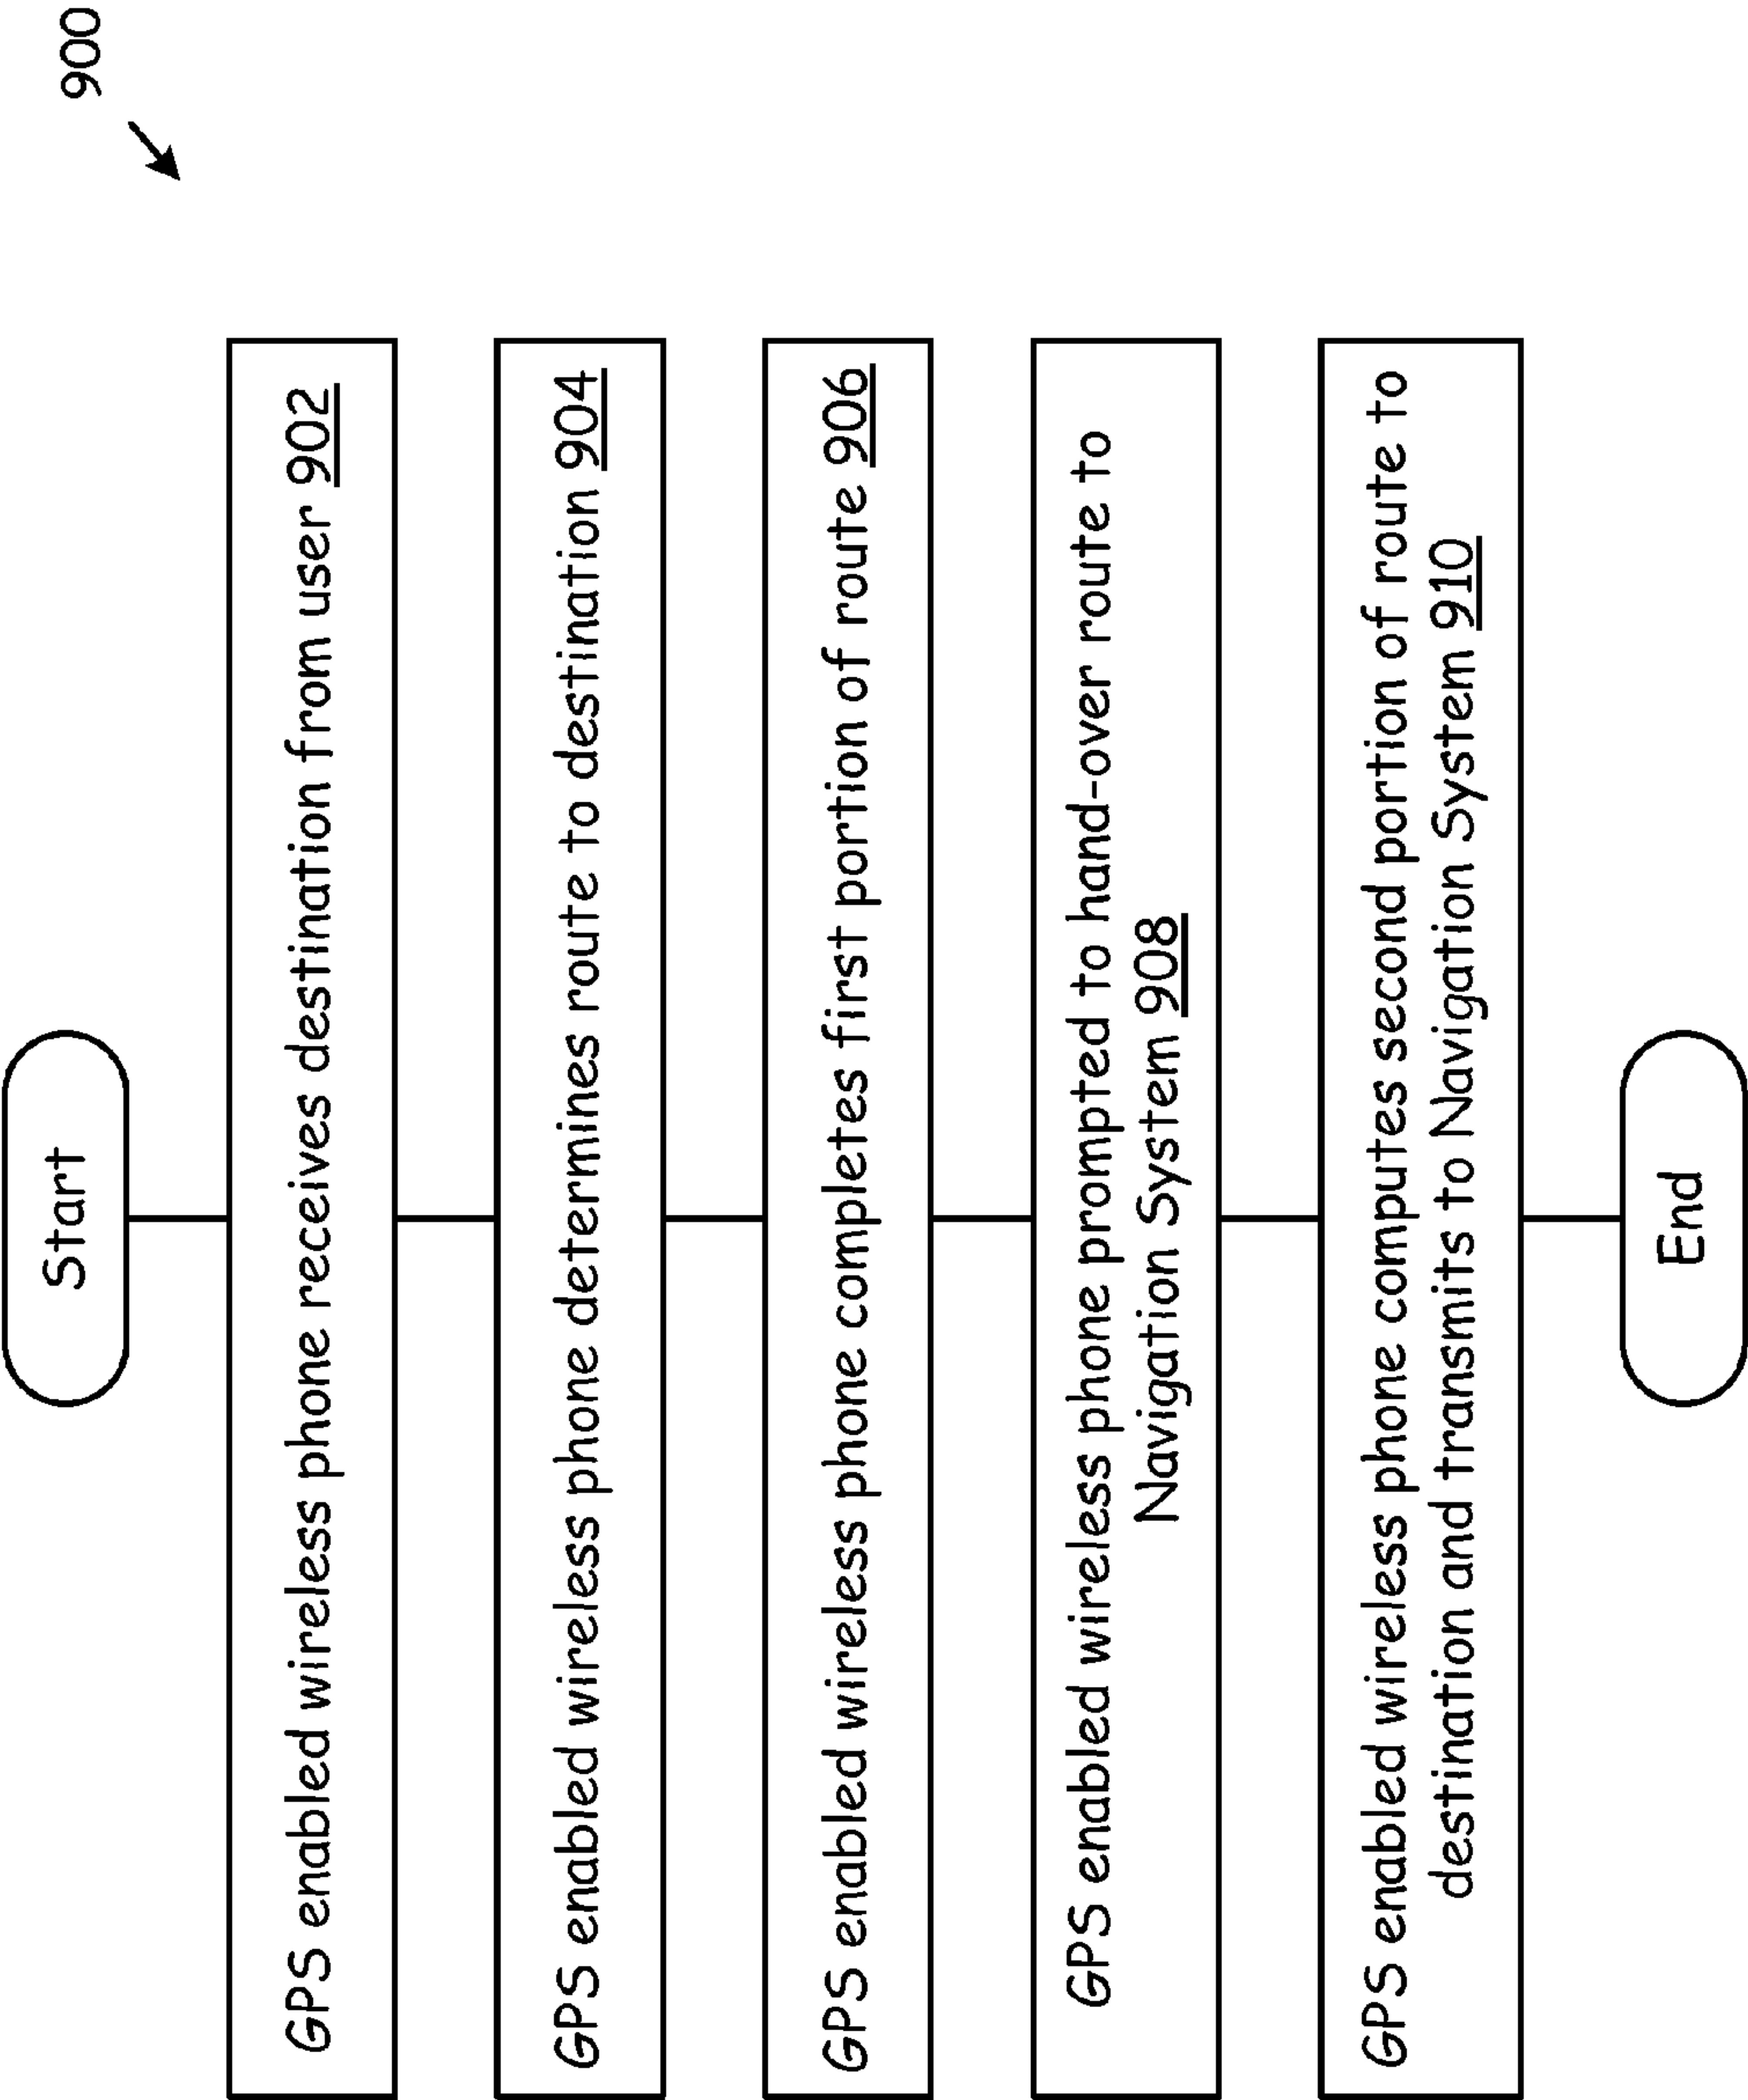 900
Start
GPS enabled wireless phone receives destination from user 902
GPS enabled wireless phone determines route to destination 904
GPS enabled wireless phone completes first portion of route 906
GPS enabled wireless phone prompted to hand-over route to
Navigation System 908
GPS enabled wireless phone computes second portion of route to
destination and transmits to Navigation System 910
End